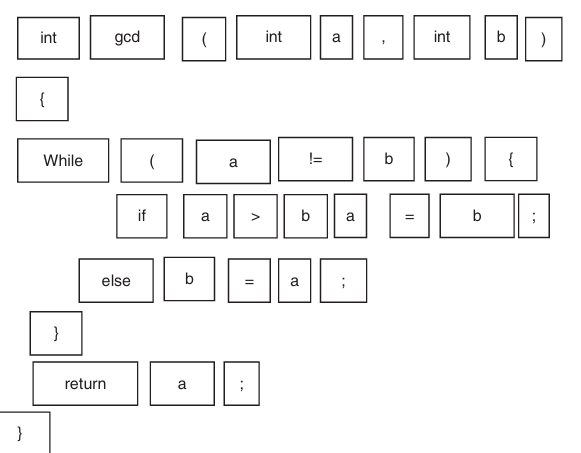 int gcd ( int a , int b )
{
While ( a != b ) {
if a > b a = b ;
else b = a ;
}
return a ;
}